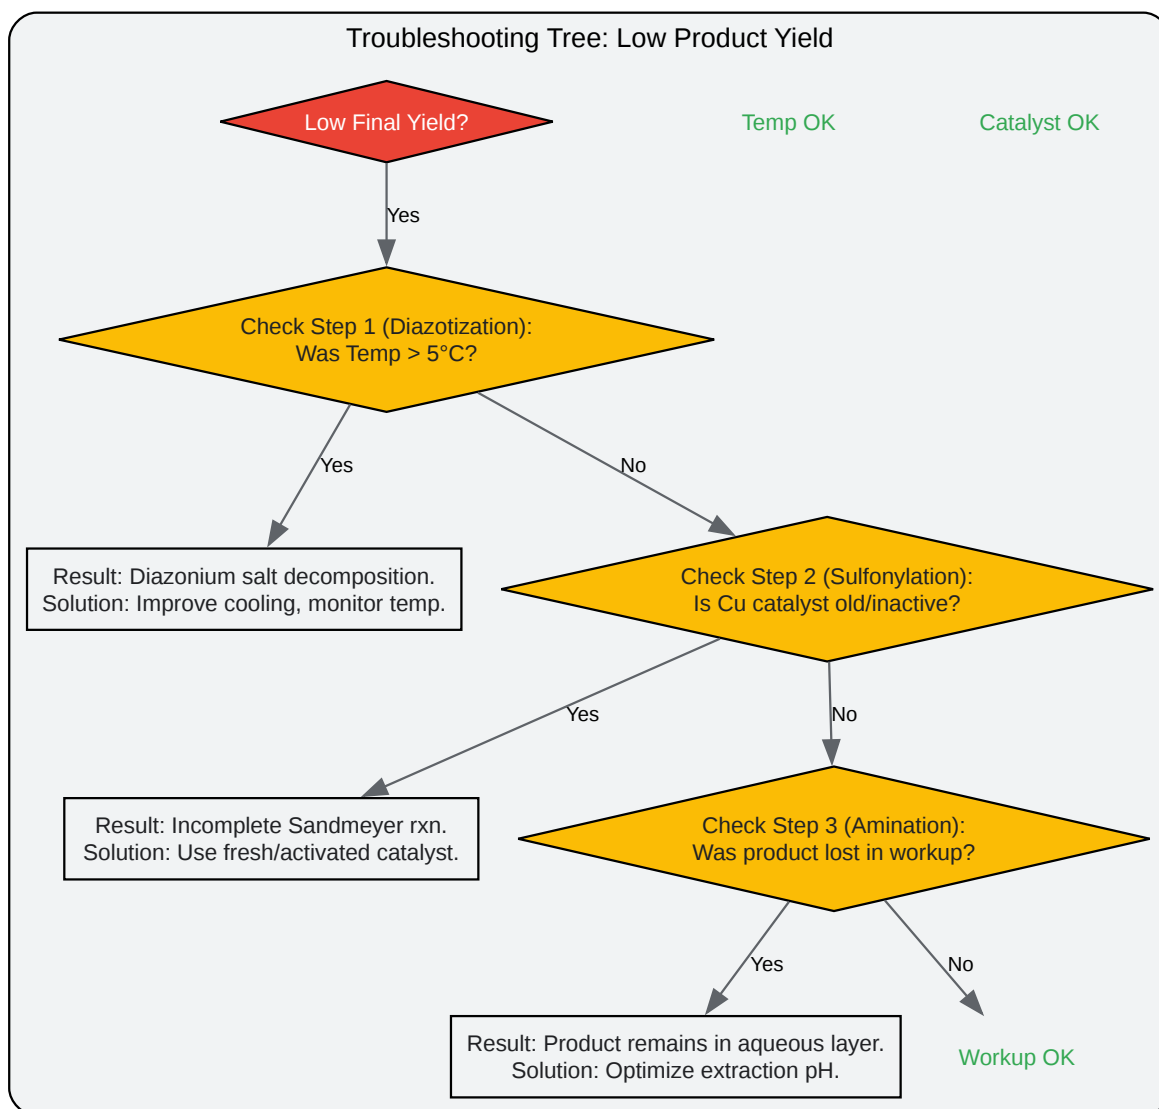 Troubleshooting Tree: Low Product Yield
Low Final Yield?
Temp OK
Catalyst OK
Yes
Check Step 1 (Diazotization):
Was Temp > 5°C?
Yes
No
Result: Diazonium salt decomposition.
Solution: Improve cooling, monitor temp.
Check Step 2 (Sulfonylation):
Is Cu catalyst old/inactive?
Yes
No
Result: Incomplete Sandmeyer rxn.
Solution: Use fresh/activated catalyst.
Check Step 3 (Amination):
Was product lost in workup?
Yes
No
Result: Product remains in aqueous layer.
Solution: Optimize extraction pH.
Workup OK